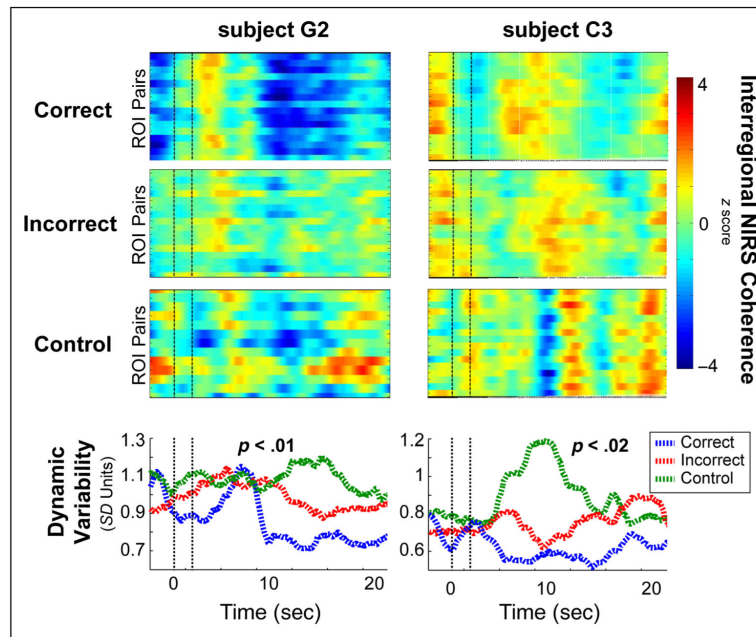 subject G2
subject C3
Correct
ROI Pairs
Incorrect
ROI Pairs
Control
ROI Pairs
4
0
−4
z score
Interregional NIRS Coherence
Dynamic
Variability
(SD Units)
1.3
1.1
0.9
0.7
p < .01
0
10
20
Time (sec)
1.2
1.0
0.8
0.6
p < .02
0
10
20
Time (sec)
Correct
Incorrect
Control